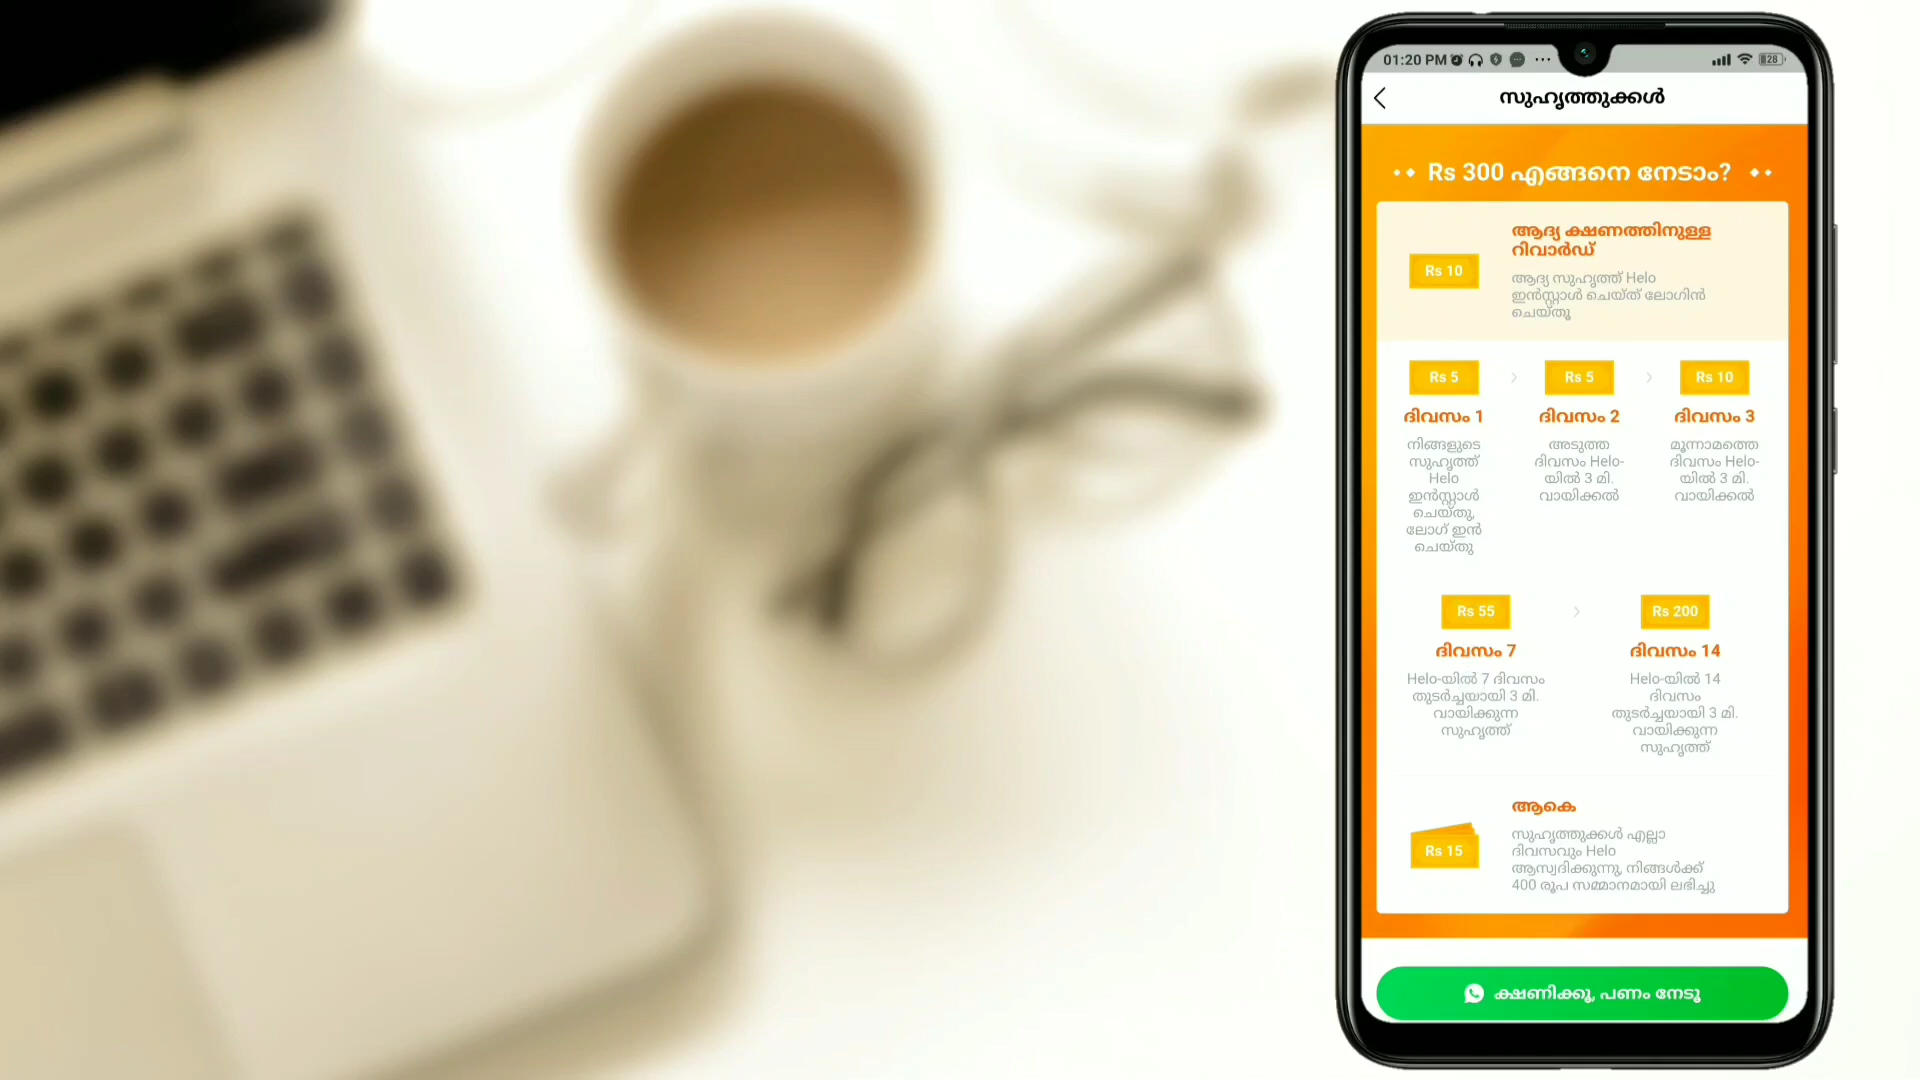 01:20 PM
28
സുഹൃത്തുക്കൾ
Rs 300 എങ്ങനെ നേടാം?
ആദ്യ ക്ഷണത്തിനുള്ള
റിവാർഡ്
Rs 10
ആദ്യ സുഹൃത്ത് Helo
ഇൻസ്റ്റാൾ ചെയ്ത് ലോഗിൻ
ചെയ്തൂ
Rs 5
Rs 5
Rs 10
ദിവസം 1
ദിവസം 2
ദിവസം 3
നിങ്ങളുടെ
സുഹൃത്ത്
Helo
ഇൻസ്റ്റാൾ
ചെയ്തു,
ലോഗ് ഇൻ
ചെയ്തു
അടുത്ത
ദിവസം Helo-
യിൽ 3 മി.
വായിക്കൽ
മൂന്നാമത്തെ
ദിവസം Helo-
യിൽ 3 മി.
വായിക്കൽ
Rs 55
Rs 200
ദിവസം 7
ദിവസം 14
Helo-യിൽ 7 ദിവസം
തുടർച്ചയായി 3 മി.
വായിക്കുന്ന
സുഹൃത്ത്
Helo-യിൽ 14
ദിവസം
തുടർച്ചയായി 3 മി.
വായിക്കുന്ന
സുഹൃത്ത്
ആകെ
Rs 15
സുഹൃത്തുക്കൾ എല്ലാ
ദിവസവും Helo
ആസ്വദിക്കുന്നു, നിങ്ങൾക്ക്
400 രൂപ സമ്മാനമായി ലഭിച്ചു
ക്ഷണിക്കൂ, പണം നേടൂ